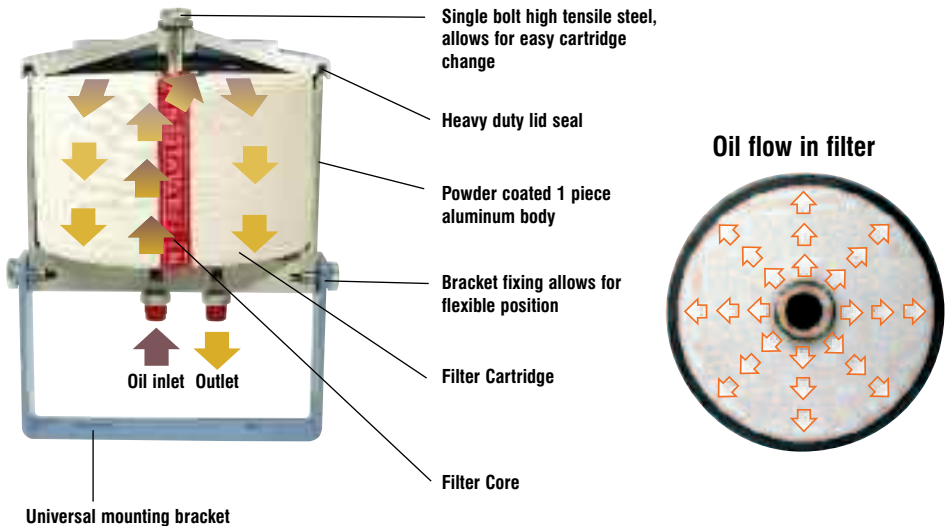 Single bolt high tensile steel,
allows for easy cartridge
change
Heavy duty lid seal
Powder coated 1 piece
aluminum body
Bracket fixing allows for
flexible position
Oil inlet Outlet
Filter Cartridge
Filter Core
Universal mounting bracket
Oil flow in filter